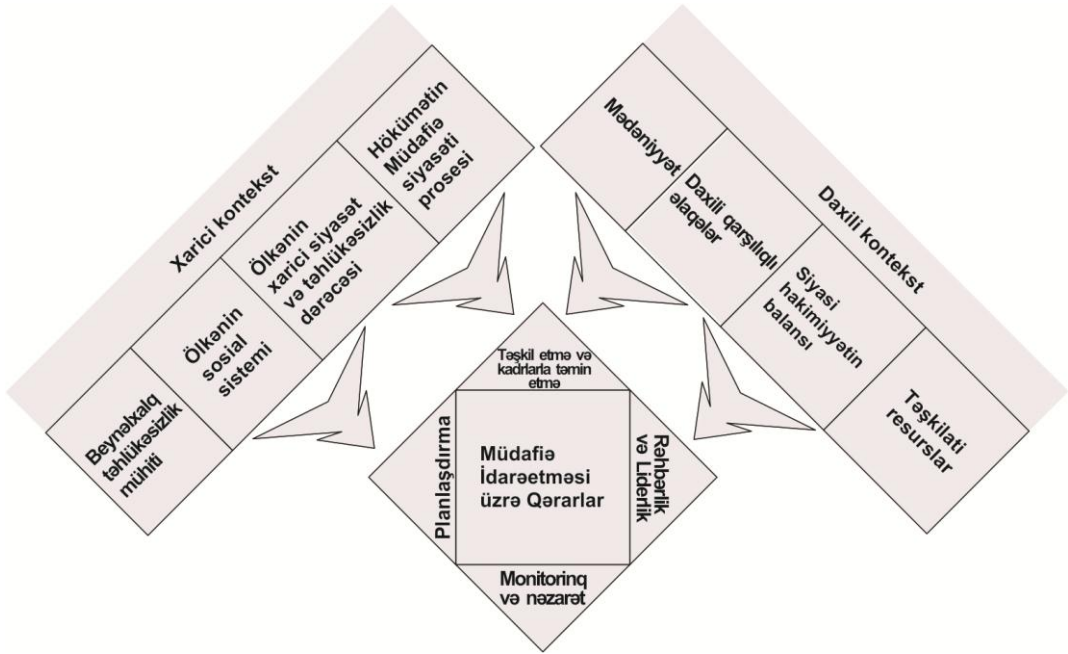 Xarici kontekst
Hökümətin
Müdafiə
siyasəti
prosesi
Ölkənin
xarici siyasət
və təhlükəsizlik
dərəcəsi
Ölkənin
sosial
sistemi
Beynəlxalq
təhlükəsizlik
mühiti
Daxili kontekst
Mədəniyyət
Daxili qarşılıqlı
əlaqələr
Siyasi
hakimiyyətin
balansı
Təşkilati
resurslar
Təşkil etmə və
kadrlarla təmin
etmə
Planlaşdırma
Müdafiə
İdarəetməsi
üzrə Qərarlar
Rəhbərlik
və Liderlik
Monitorinq
və nəzarət